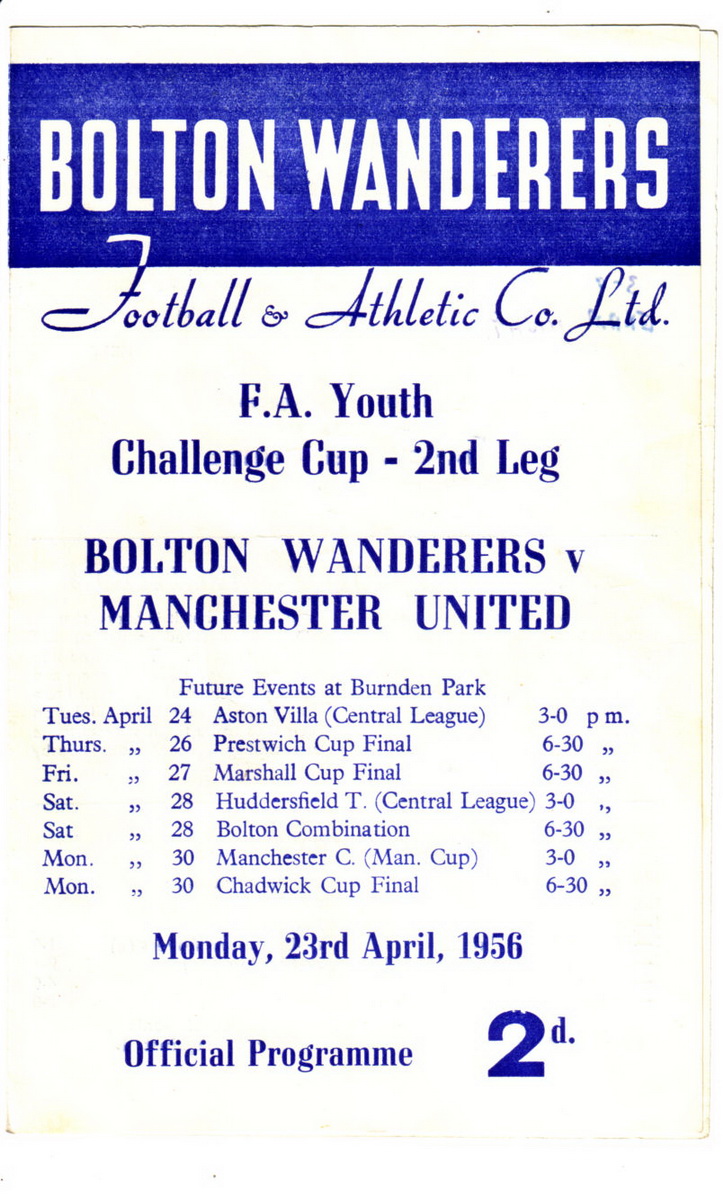 BOLTON WANDERERS
Football & Athletic Co. Ltd.
F.A. Youth
Challenge Cup - 2nd Leg
BOLTON WANDERERS v
MANCHESTER UNITED
Future Events at Burnden Park
Tues. April 24 Aston Villa (Central League) 3-0 p m.
Thurs. ,, 26 Prestwich Cup Final 6-30 ,,
Fri. ,, 27 Marshall Cup Final 6-30 ,,
Sat. ,, 28 Huddersfield T. (Central League) 3-0 ,,
Sat ,, 28 Bolton Combination 6-30 ,,
Mon. ,, 30 Manchester C. (Man. Cup) 3-0 ,,
Mon. ,, 30 Chadwick Cup Final 6-30 ,,
Monday, 23rd April, 1956
Official Programme 2d.